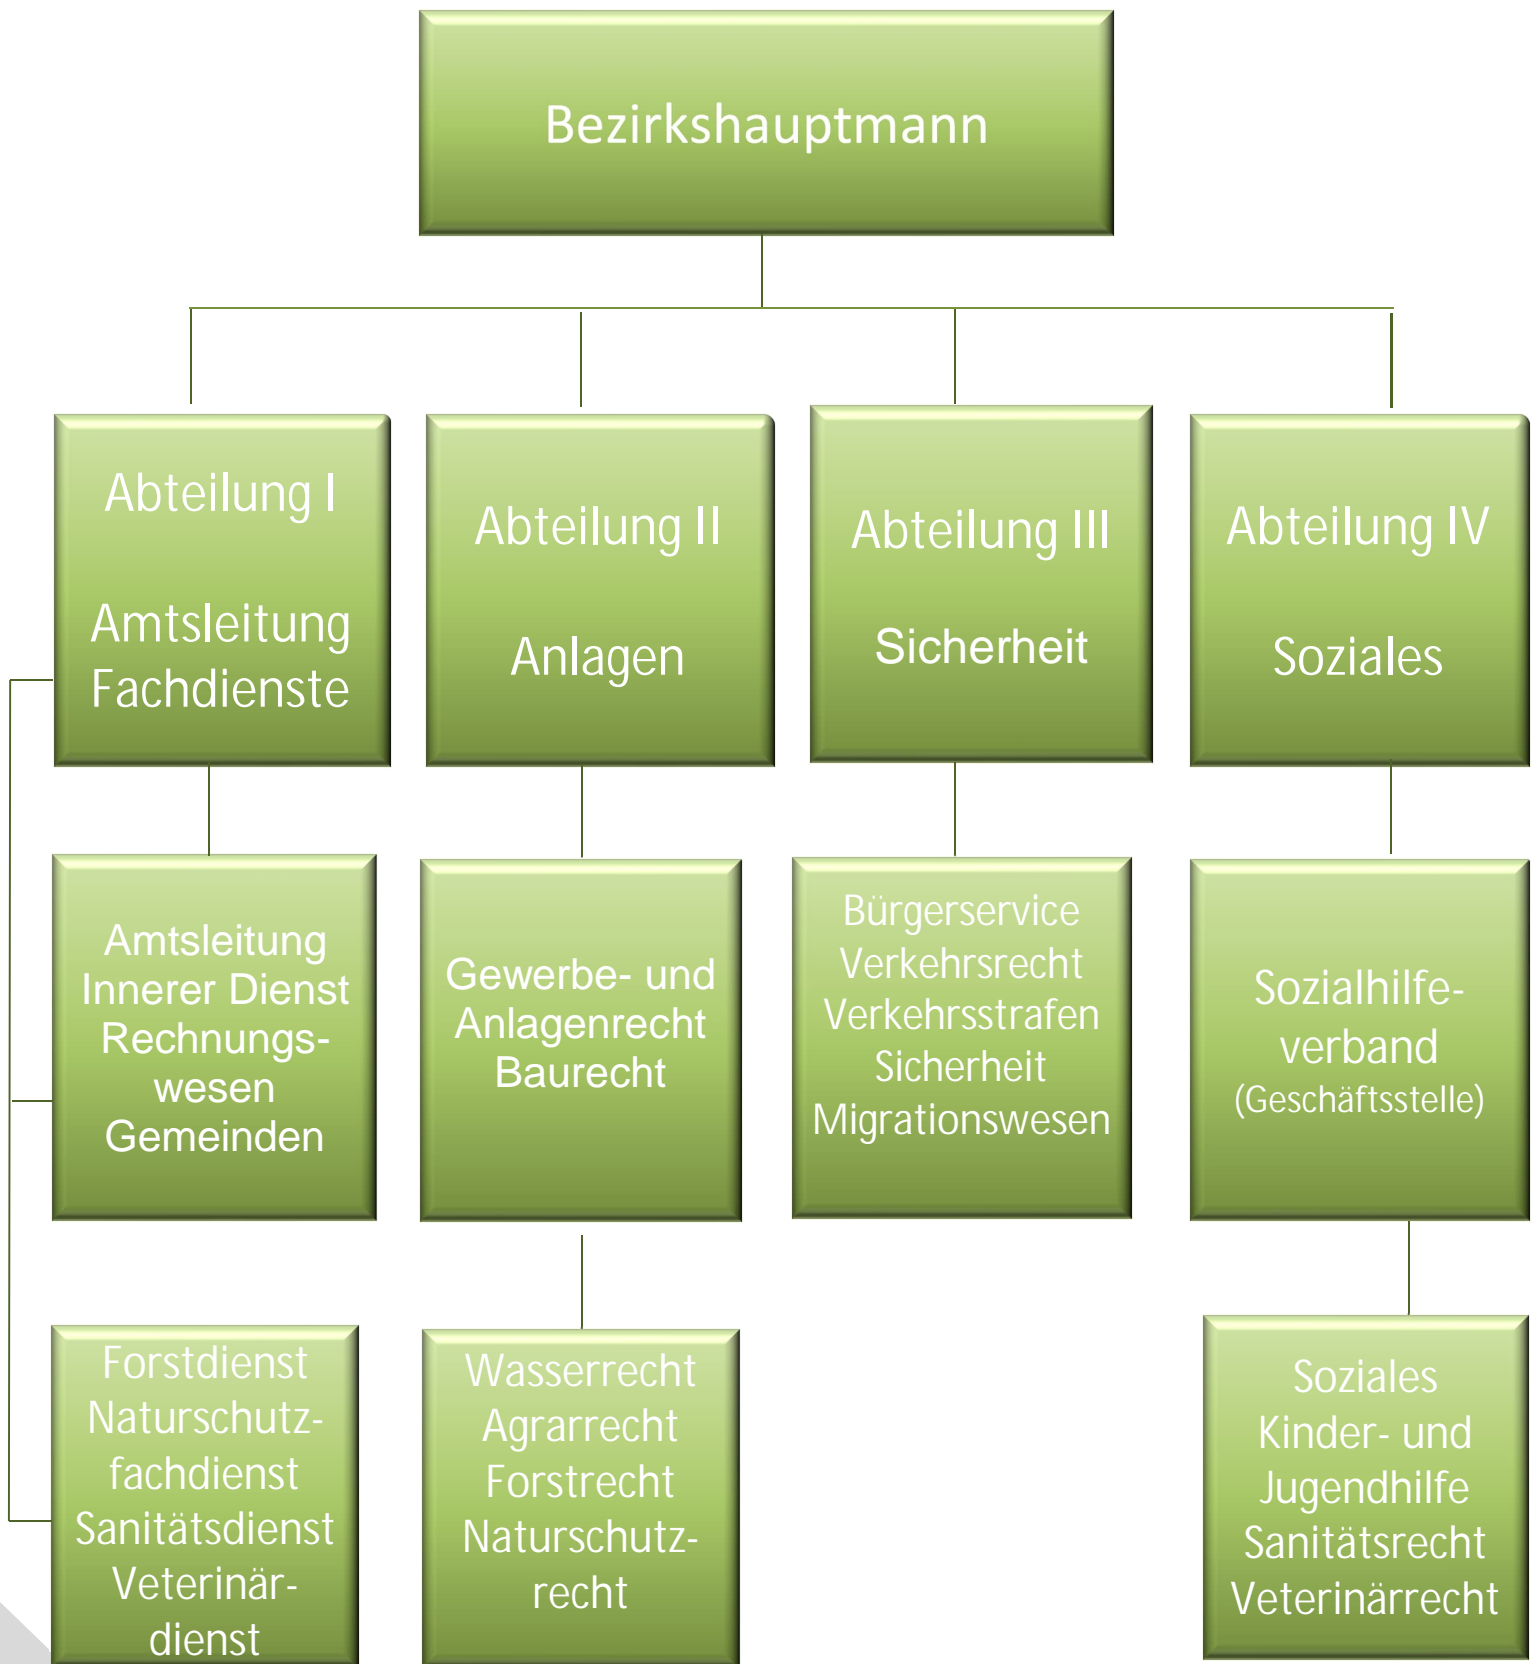 Bezirkshauptmann
Abteilung I
Amtsleitung
Fachdienste
Abteilung II
Anlagen
Abteilung III
Sicherheit
Abteilung IV
Soziales
Amtsleitung
Innerer Dienst
Rechnungs-
wesen
Gemeinden
Gewerbe- und
Anlagenrecht
Baurecht
Bürgerservice
Verkehrsrecht
Verkehrsstrafen
Sicherheit
Migrationswesen
Sozialhilfe-
verband
(Geschäftsstelle)
Forstdienst
Naturschutz-
fachdienst
Sanitätsdienst
Veterinär-
dienst
Wasserrecht
Agrarrecht
Forstrecht
Naturschutz-
recht
Soziales
Kinder- und
Jugendhilfe
Sanitätsrecht
Veterinärrecht